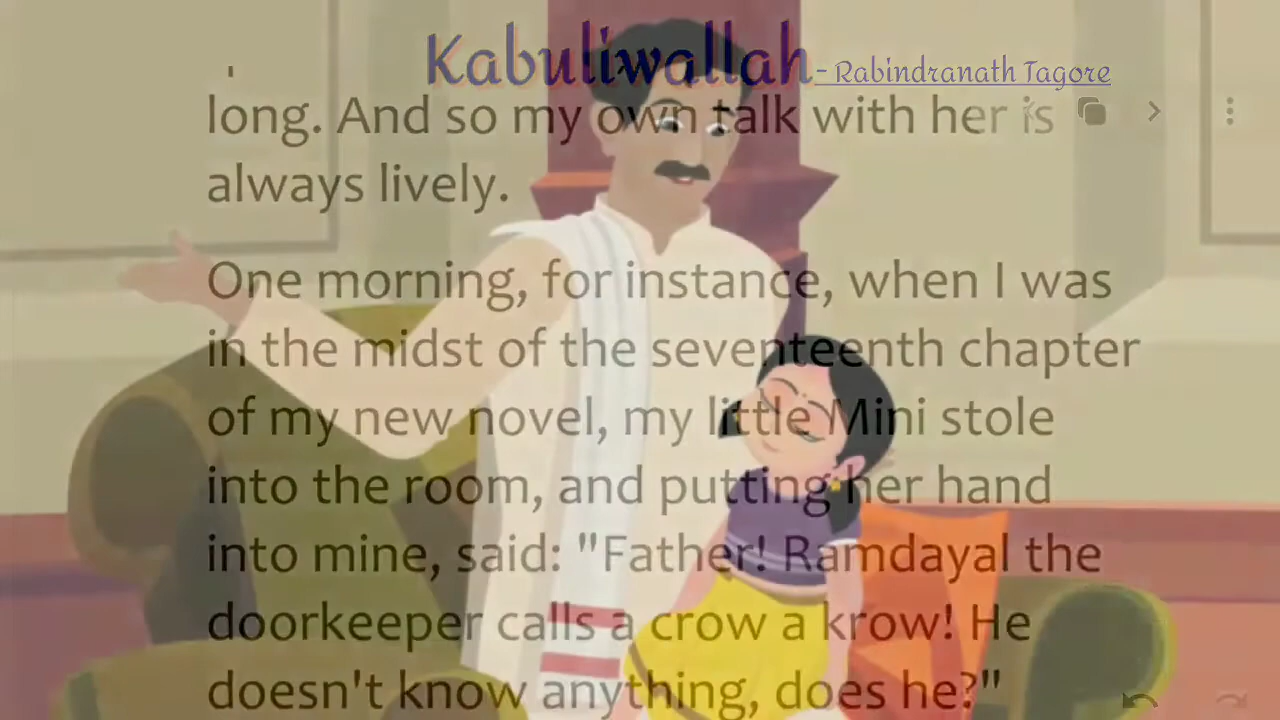 Kabuliwallah - Rabindranath Tagore
long. And so my own talk with her is
always lively.
One morning, for instance, when I was
in the midst of the seventeenth chapter
of my new novel, my little Mini stole
into the room, and putting her hand
into mine, said: "Father! Ramdayal the
doorkeeper calls a crow a krow! He
doesn't know anything, does he?"